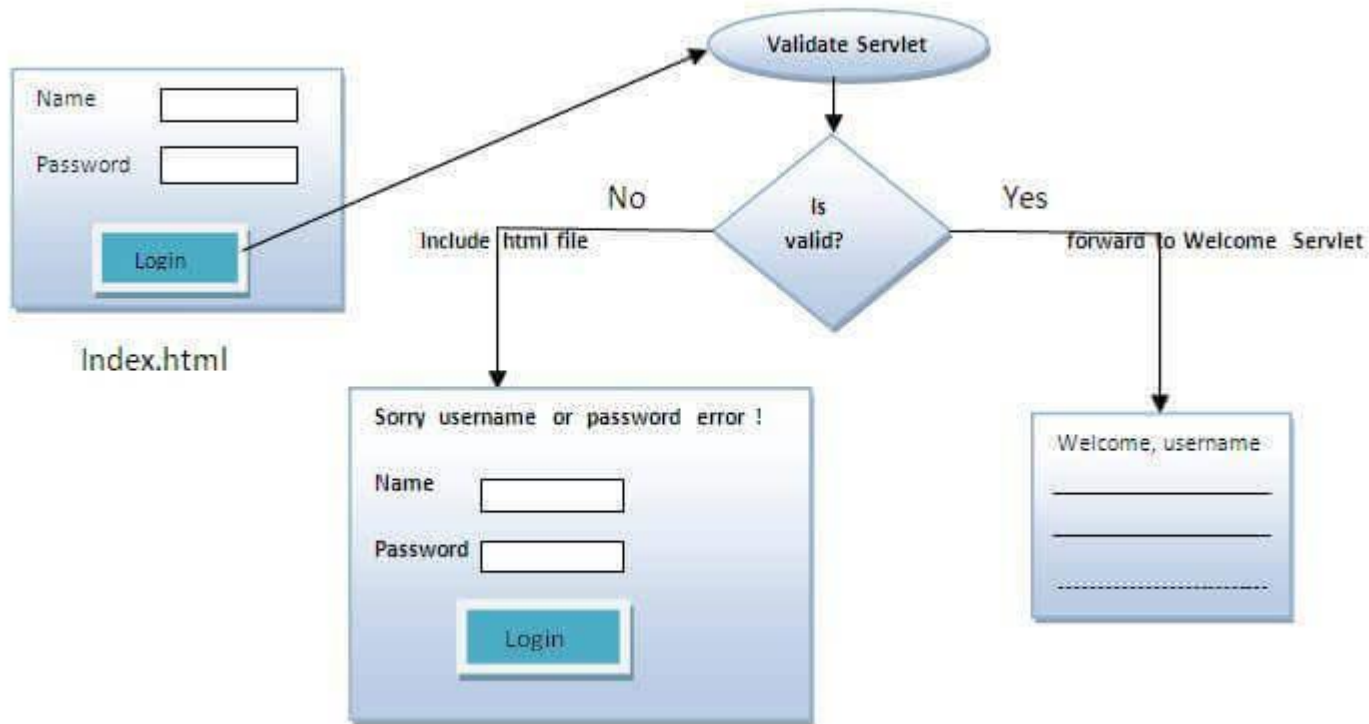 Validate Servlet
Name
Password
Login
Index.html
No
Include html file
Is
valid?
Yes
forward to Welcome Servlet
Sorry username or password error !
Name
Password
Login
Welcome, username